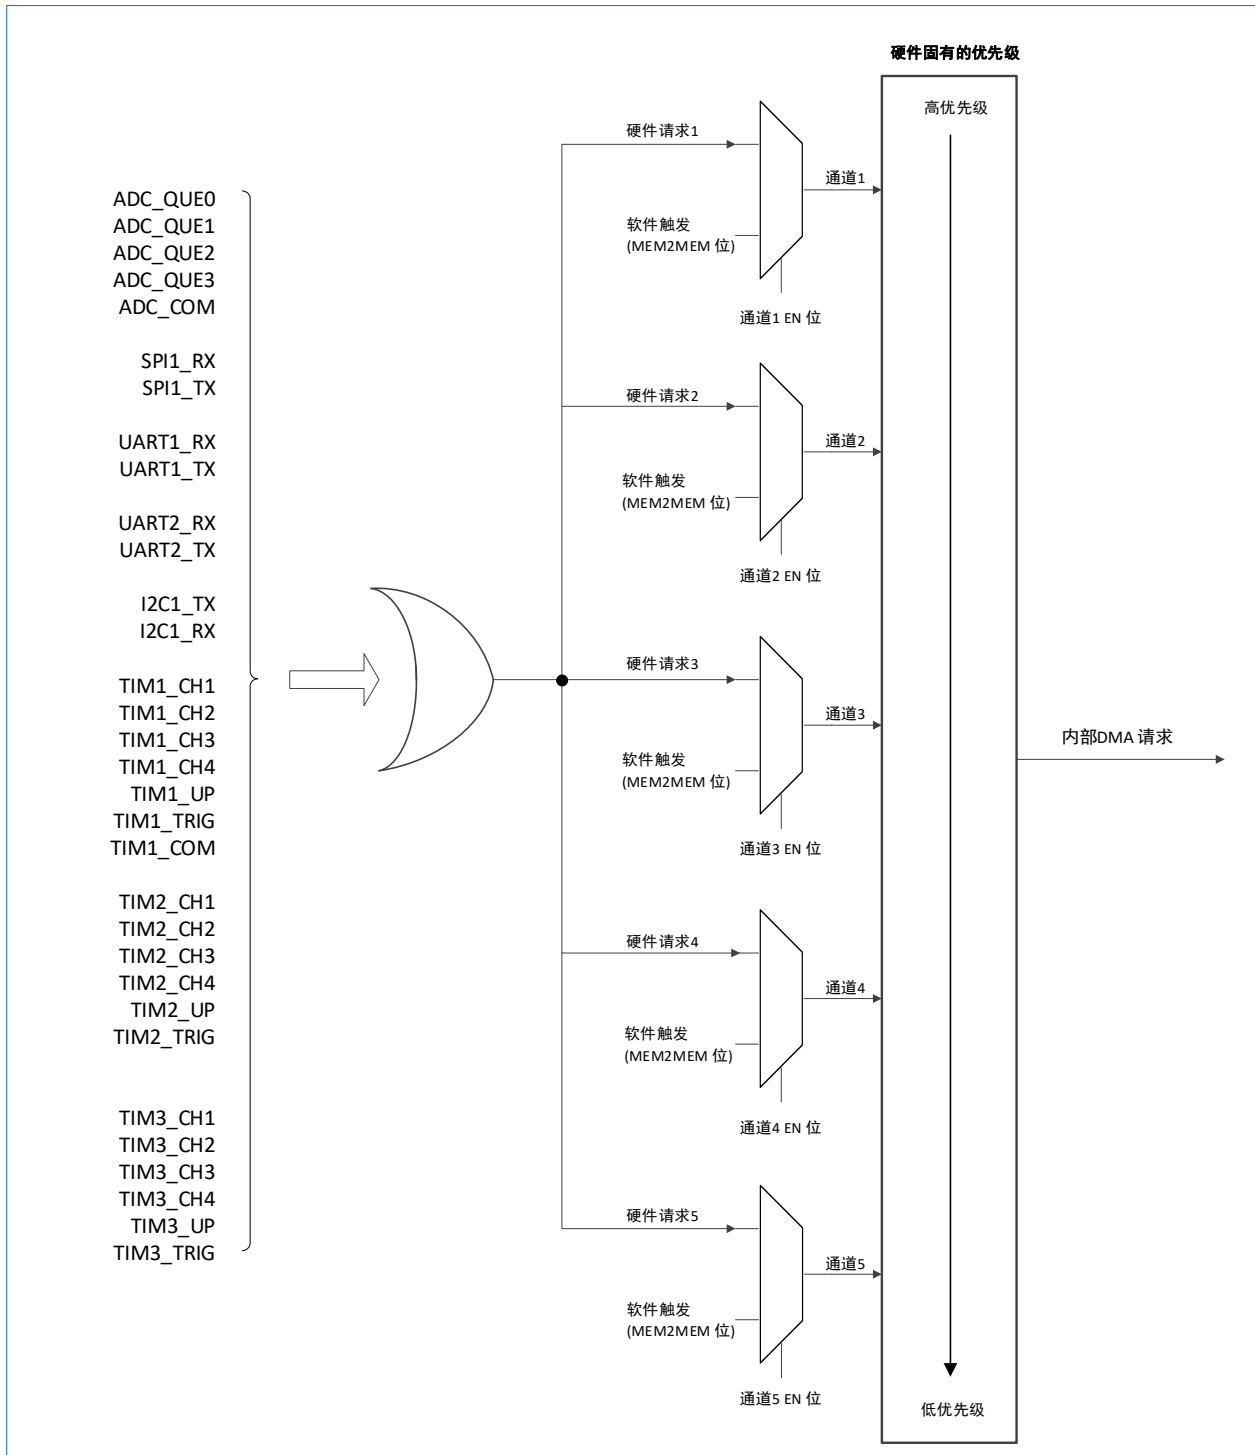 硬件固有的优先级
高优先级
硬件请求1
通道1
软件触发
(MEM2MEM 位)
通道1 EN 位
ADC_QUE0
ADC_QUE1
ADC_QUE2
ADC_QUE3
ADC_COM
SPI1_RX
SPI1_TX
UART1_RX
UART1_TX
UART2_RX
UART2_TX
I2C1_TX
I2C1_RX
TIM1_CH1
TIM1_CH2
TIM1_CH3
TIM1_CH4
TIM1_UP
TIM1_TRIG
TIM1_COM
TIM2_CH1
TIM2_CH2
TIM2_CH3
TIM2_CH4
TIM2_UP
TIM2_TRIG
TIM3_CH1
TIM3_CH2
TIM3_CH3
TIM3_CH4
TIM3_UP
TIM3_TRIG
硬件请求2
通道2
软件触发
(MEM2MEM 位)
通道2 EN 位
硬件请求3
通道3
软件触发
(MEM2MEM 位)
通道3 EN 位
内部DMA 请求
硬件请求4
通道4
软件触发
(MEM2MEM 位)
通道4 EN 位
硬件请求5
通道5
软件触发
(MEM2MEM 位)
通道5 EN 位
低优先级